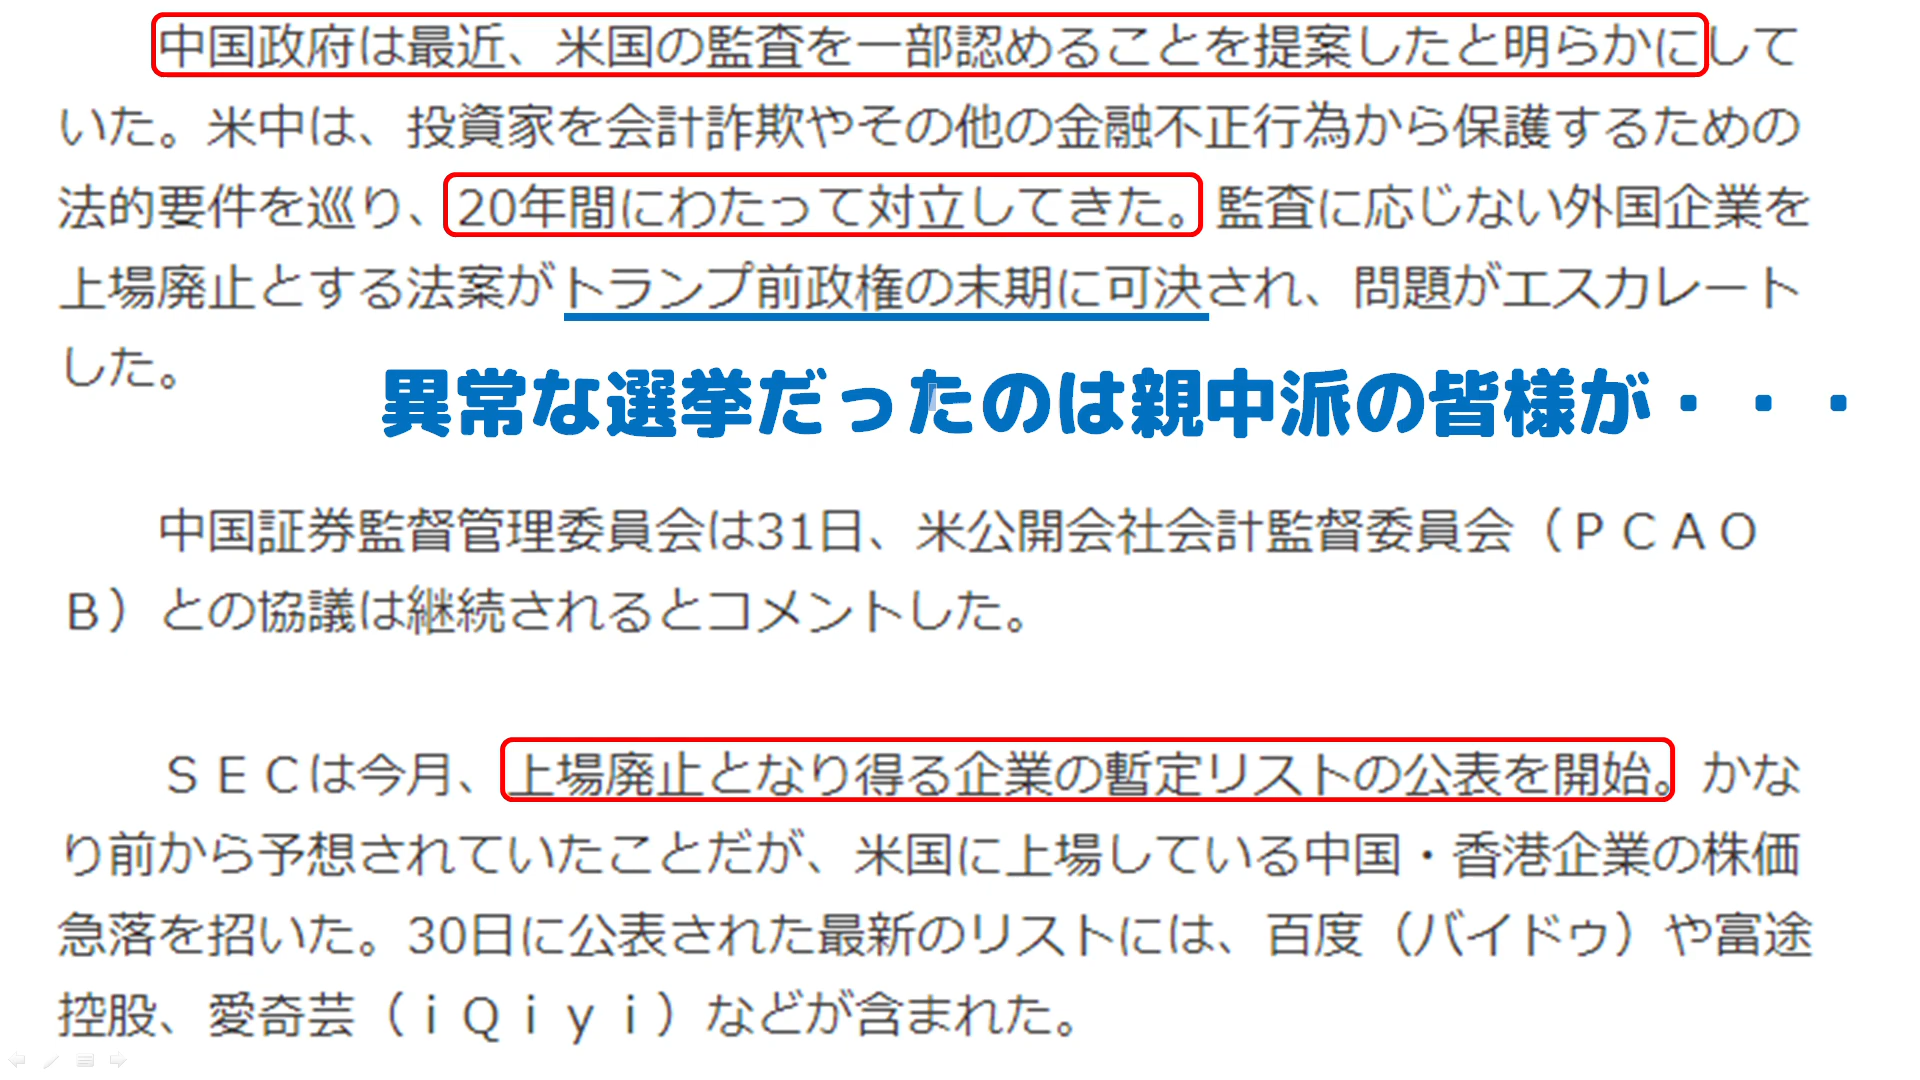 中国政府は最近、米国の監査を一部認めることを提案したと明らかにして
いた。米中は、投資家を会計詐欺やその他の金融不正行為から保護するための
法的要件を巡り、20年間にわたって対立してきた。監査に応じない外国企業を
上場廃止とする法案がトランプ前政権の末期に可決され、問題がエスカレート
した。
異常な選挙だったのは親中派の皆様が・・・
中国証券監督管理委員会は31日、米公開会社会計監督委員会（ＰＣＡＯ
Ｂ）との協議は継続されるとコメントした。
ＳＥＣは今月、上場廃止となり得る企業の暫定リストの公表を開始。かな
り前から予想されていたことだが、米国に上場している中国・香港企業の株価
急落を招いた。30日に公表された最新のリストには、百度（バイドゥ）や富途
控股、愛奇芸（ｉＱｉｙｉ）などが含まれた。